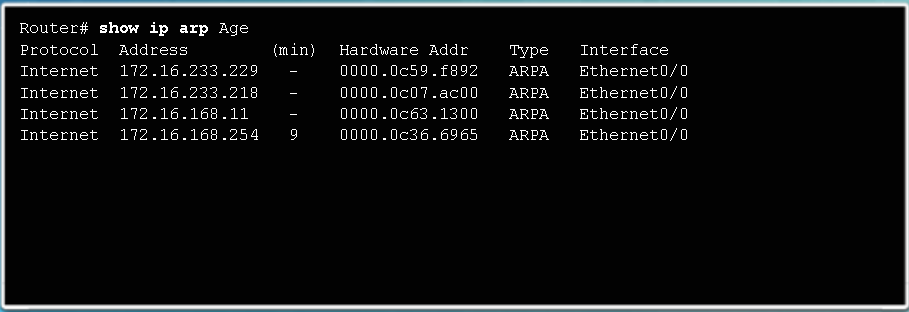 Router# show ip arp Age
Protocol Address (min) Hardware Addr Type Interface
Internet 172.16.233.229 - 0000.0c59.f892 ARPA Ethernet0/0
Internet 172.16.233.218 - 0000.0c07.ac00 ARPA Ethernet0/0
Internet 172.16.168.11 - 0000.0c63.1300 ARPA Ethernet0/0
Internet 172.16.168.254 9 0000.0c36.6965 ARPA Ethernet0/0